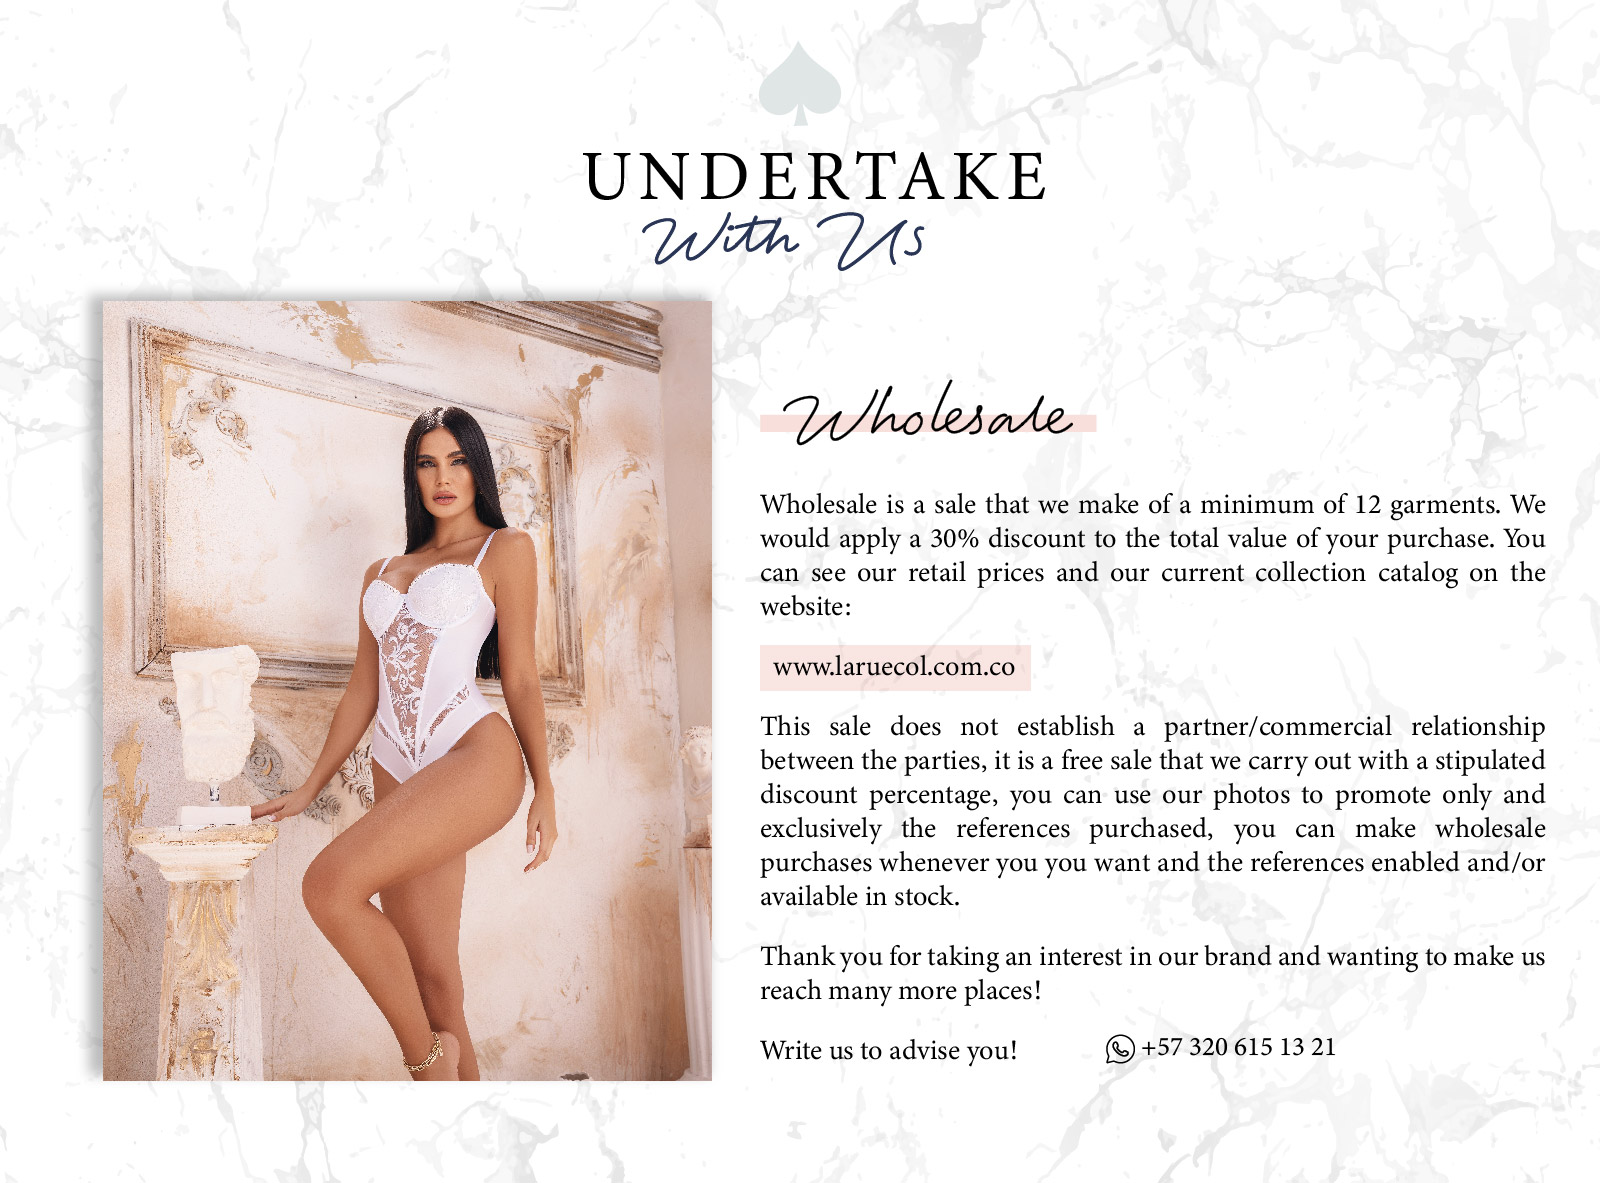 UNDERTAKE
With Us
Wholesale
Wholesale is a sale that we make of a minimum of 12 garments. We
would apply a 30% discount to the total value of your purchase. You
can see our retail prices and our current collection catalog on the
website:
www.laruecol.com.co
This sale does not establish a partner/commercial relationship
between the parties, it is a free sale that we carry out with a stipulated
discount percentage, you can use our photos to promote only and
exclusively the references purchased, you can make wholesale
purchases whenever you you want and the references enabled and/or
available in stock.
Thank you for taking an interest in our brand and wanting to make us
reach many more places!
Write us to advise you!
+57 320 615 13 21